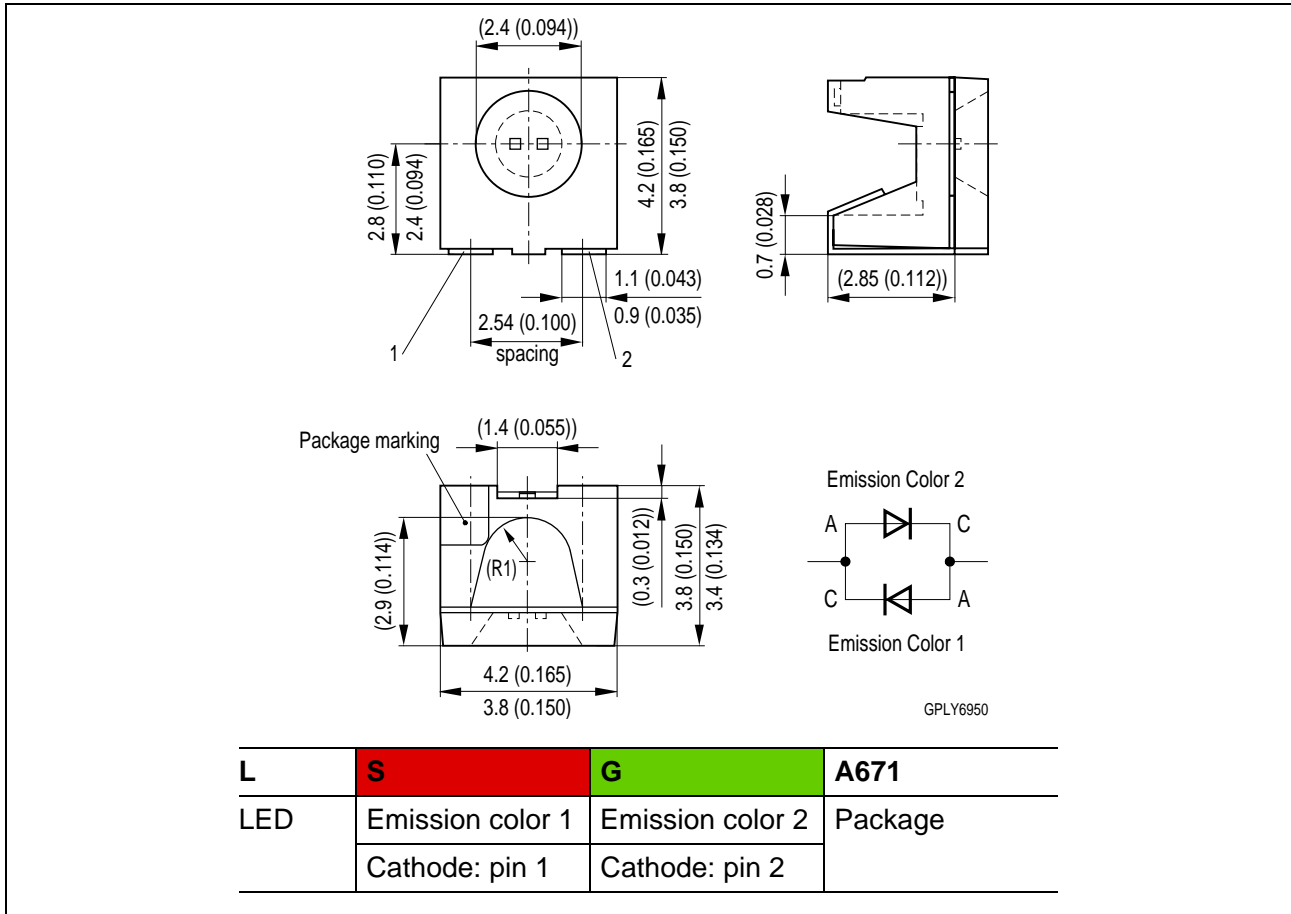 (2.4 (0.094))
2.8 (0.110)
2.4 (0.094)
4.2 (0.165)
3.8 (0.150)
0.7 (0.028)
(2.85 (0.112))
1.1 (0.043)
0.9 (0.035)
2.54 (0.100)
spacing
1
2
Package marking
(1.4 (0.055))
(2.9 (0.114))
(R1)
(0.3 (0.012))
3.8 (0.150)
3.4 (0.134)
4.2 (0.165)
3.8 (0.150)
Emission Color 2
A C
C A
Emission Color 1
GPLY6950
L S G A671
LED Emission color 1 Emission color 2 Package
Cathode: pin 1 Cathode: pin 2